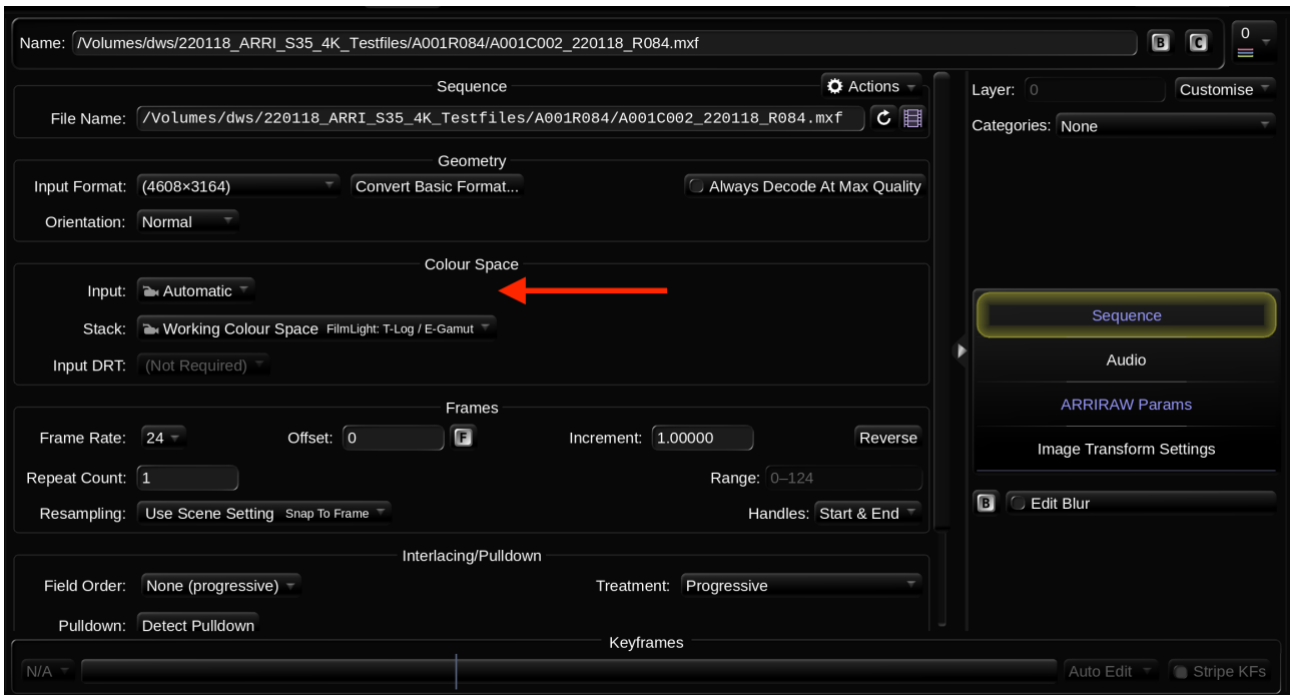 Name: /Volumes/dws/220118_ARRI_S35_4K_Testfiles/A001R084/A001C002_220118_R084.mxf B C 0
Sequence Actions
File Name: /Volumes/dws/220118_ARRI_S35_4K_Testfiles/A001R084/A001C002_220118_R084.mxf
Layer: 0 Customise
Categories: None
Geometry
Input Format: (4608×3164) Convert Basic Format... Always Decode At Max Quality
Orientation: Normal
Colour Space
Input: Automatic
Stack: Working Colour Space FilmLight: T-Log / E-Gamut
Input DRT: (Not Required)
Frames
Frame Rate: 24 Offset: 0 F Increment: 1.00000 Reverse
Repeat Count: 1 Range: 0–124
Resampling: Use Scene Setting Snap To Frame Handles: Start & End
Interlacing/Pulldown
Field Order: None (progressive) Treatment: Progressive
Pulldown: Detect Pulldown
Sequence
Audio
ARRIRAW Params
Image Transform Settings
B Edit Blur
Keyframes
N/A Auto Edit Stripe KFs